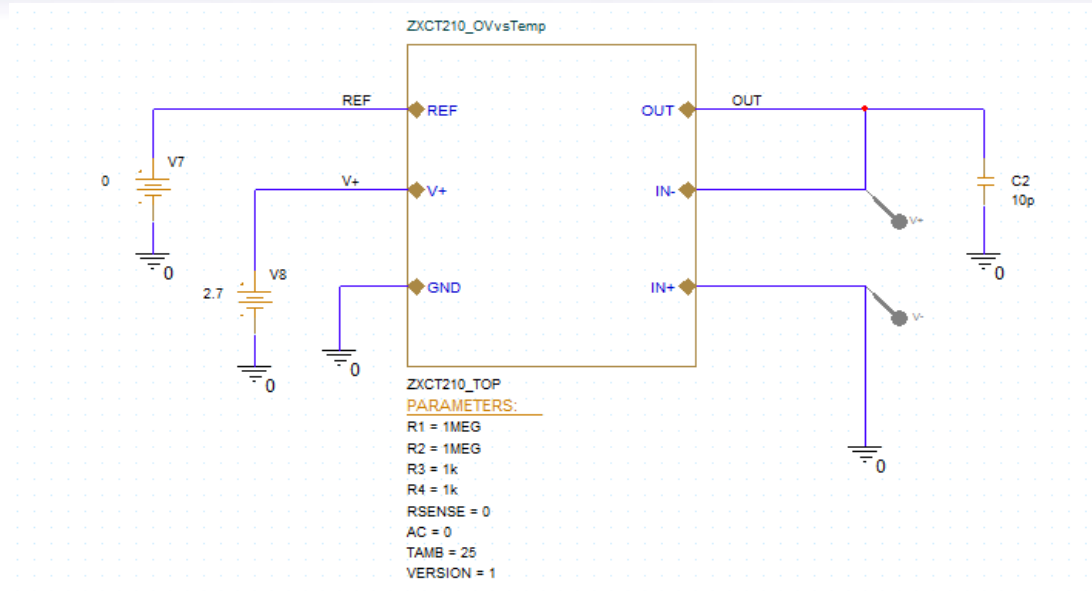 ZXCT210_OVvsTemp
REF
REF
OUT
OUT
V7
0
V+
V+
IN-
C2
10p
V+
0
V8
2.7
GND
IN+
0
V-
0
0
ZXCT210_TOP
PARAMETERS:
R1 = 1MEG
R2 = 1MEG
R3 = 1k
R4 = 1k
RSENSE = 0
AC = 0
TAMB = 25
VERSION = 1
0